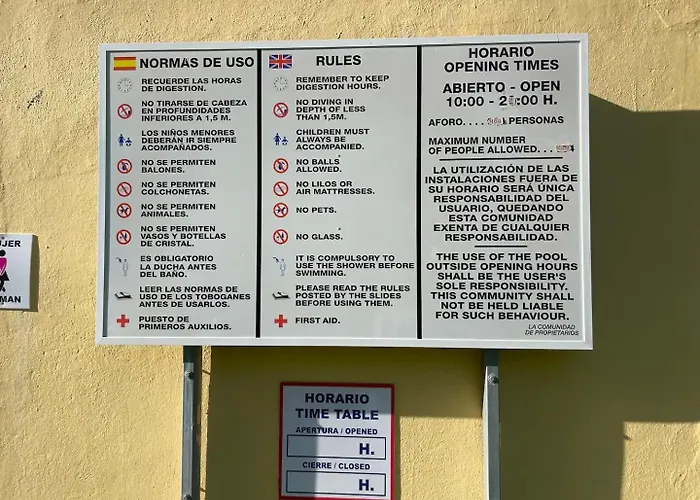 NORMAS DE USO
RECUERDE LAS HORAS
DE DIGESTION.
NO TIRARSE DE CABEZA
EN PROFUNDIDADES
INFERIORES A 1,5 M.
LOS NIÑOS MENORES
DEBERÁN IR SIEMPRE
ACOMPAÑADOS.
NO SE PERMITEN
BALONES.
NO SE PERMITEN
COLCHONETAS.
NO SE PERMITEN
ANIMALES.
NO SE PERMITEN
VASOS Y BOTELLAS
DE CRISTAL.
ES OBLIGATORIO
LA DUCHA ANTES
DEL BAÑO.
LEER LAS NORMAS DE
USO DE LOS TOBOGANES
ANTES DE USARLOS.
PUESTO DE
PRIMEROS AUXILIOS.
RULES
REMEMBER TO KEEP
DIGESTION HOURS.
NO DIVING IN
DEPTH OF LESS
THAN 1,5M.
CHILDREN MUST
ALWAYS BE
ACCOMPANIED.
NO BALLS
ALLOWED.
NO LILOS OR
AIR MATTRESSES.
NO PETS.
NO GLASS.
IT IS COMPULSORY TO
USE THE SHOWER BEFORE
SWIMMING.
PLEASE READ THE RULES
POSTED BY THE SLIDES
BEFORE USING THEM.
FIRST AID.
HORARIO
OPENING TIMES
ABIERTO - OPEN
10:00 - :00 H.
AFORO.... PERSONAS
MAXIMUM NUMBER
OF PEOPLE ALLOWED...
LA UTILIZACIÓN DE LAS
INSTALACIONES FUERA DE
SU HORARIO SERÁ ÚNICA
RESPONSABILIDAD DEL
USUARIO, QUEDANDO
ESTA COMUNIDAD
EXENTA DE CUALQUIER
RESPONSABILIDAD.
THE USE OF THE POOL
OUTSIDE OPENING HOURS
SHALL BE THE USER'S
SOLE RESPONSIBILITY.
THIS COMMUNITY SHALL
NOT BE HELD LIABLE
FOR SUCH BEHAVIOUR.
LA COMUNIDAD
DE PROPIETARIOS
UJER
MAN
HORARIO
TIME TABLE
APERTURA / OPENED
H.
CIERRE / CLOSED
H.